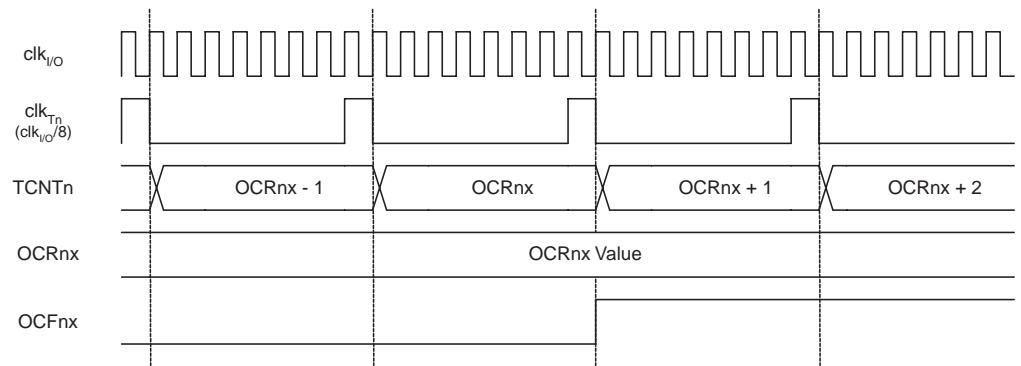 clkI/O
clkTn
(clkI/O/8)
TCNTn
OCRnx - 1
OCRnx
OCRnx + 1
OCRnx + 2
OCRnx
OCRnx Value
OCFnx